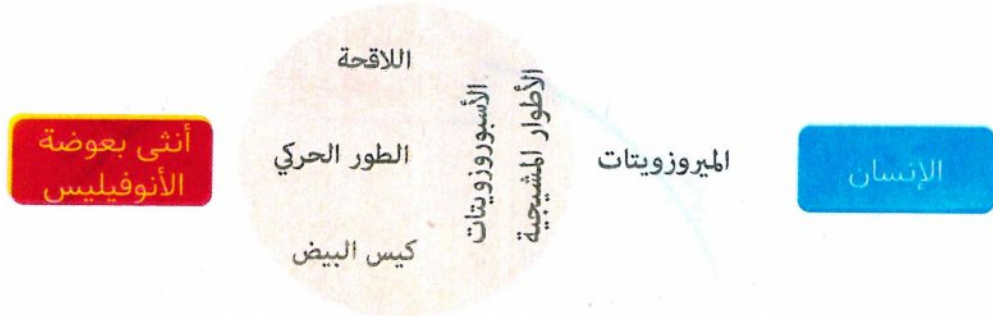 الإنسان
الميروزويتات
الأطوار المشيجية
الأسبوروزويتات
اللاقحة
الطور الحركي
كيس البيض
أنثى بعوضة
الأنوفيليس